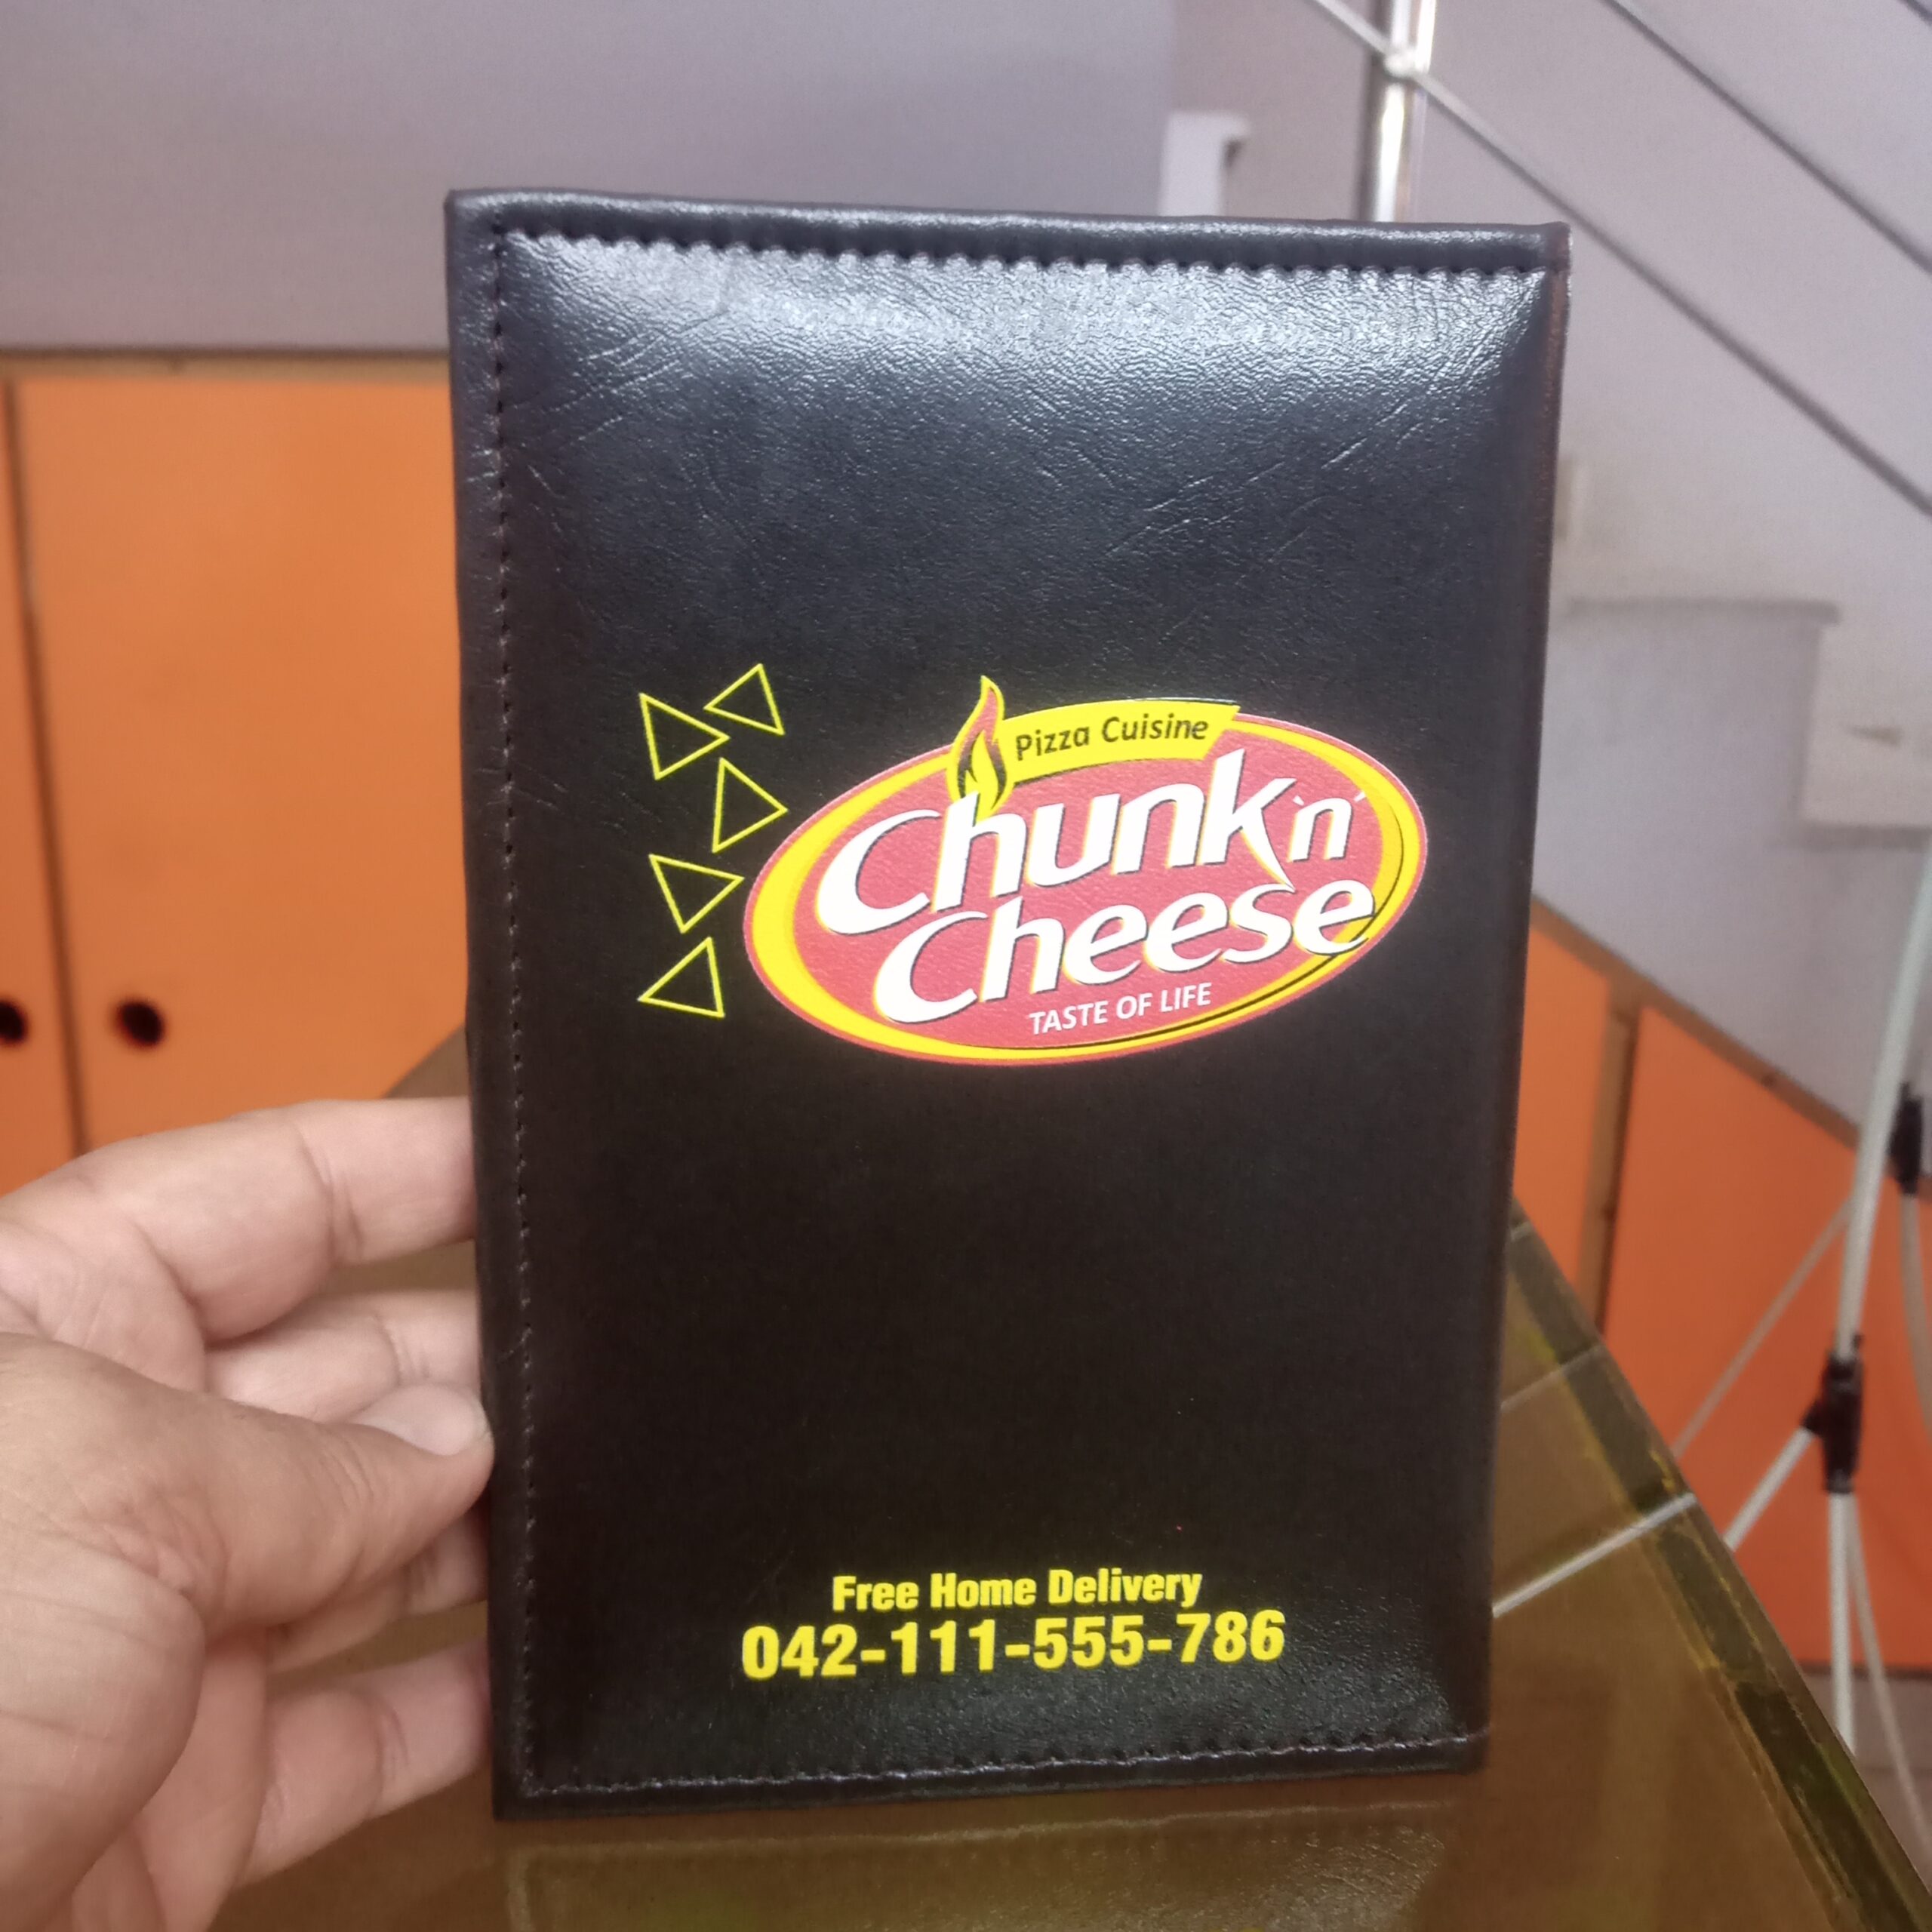 Pizza Cuisine
Chunk 'n'
Cheese
TASTE OF LIFE
Free Home Delivery
042-111-555-786